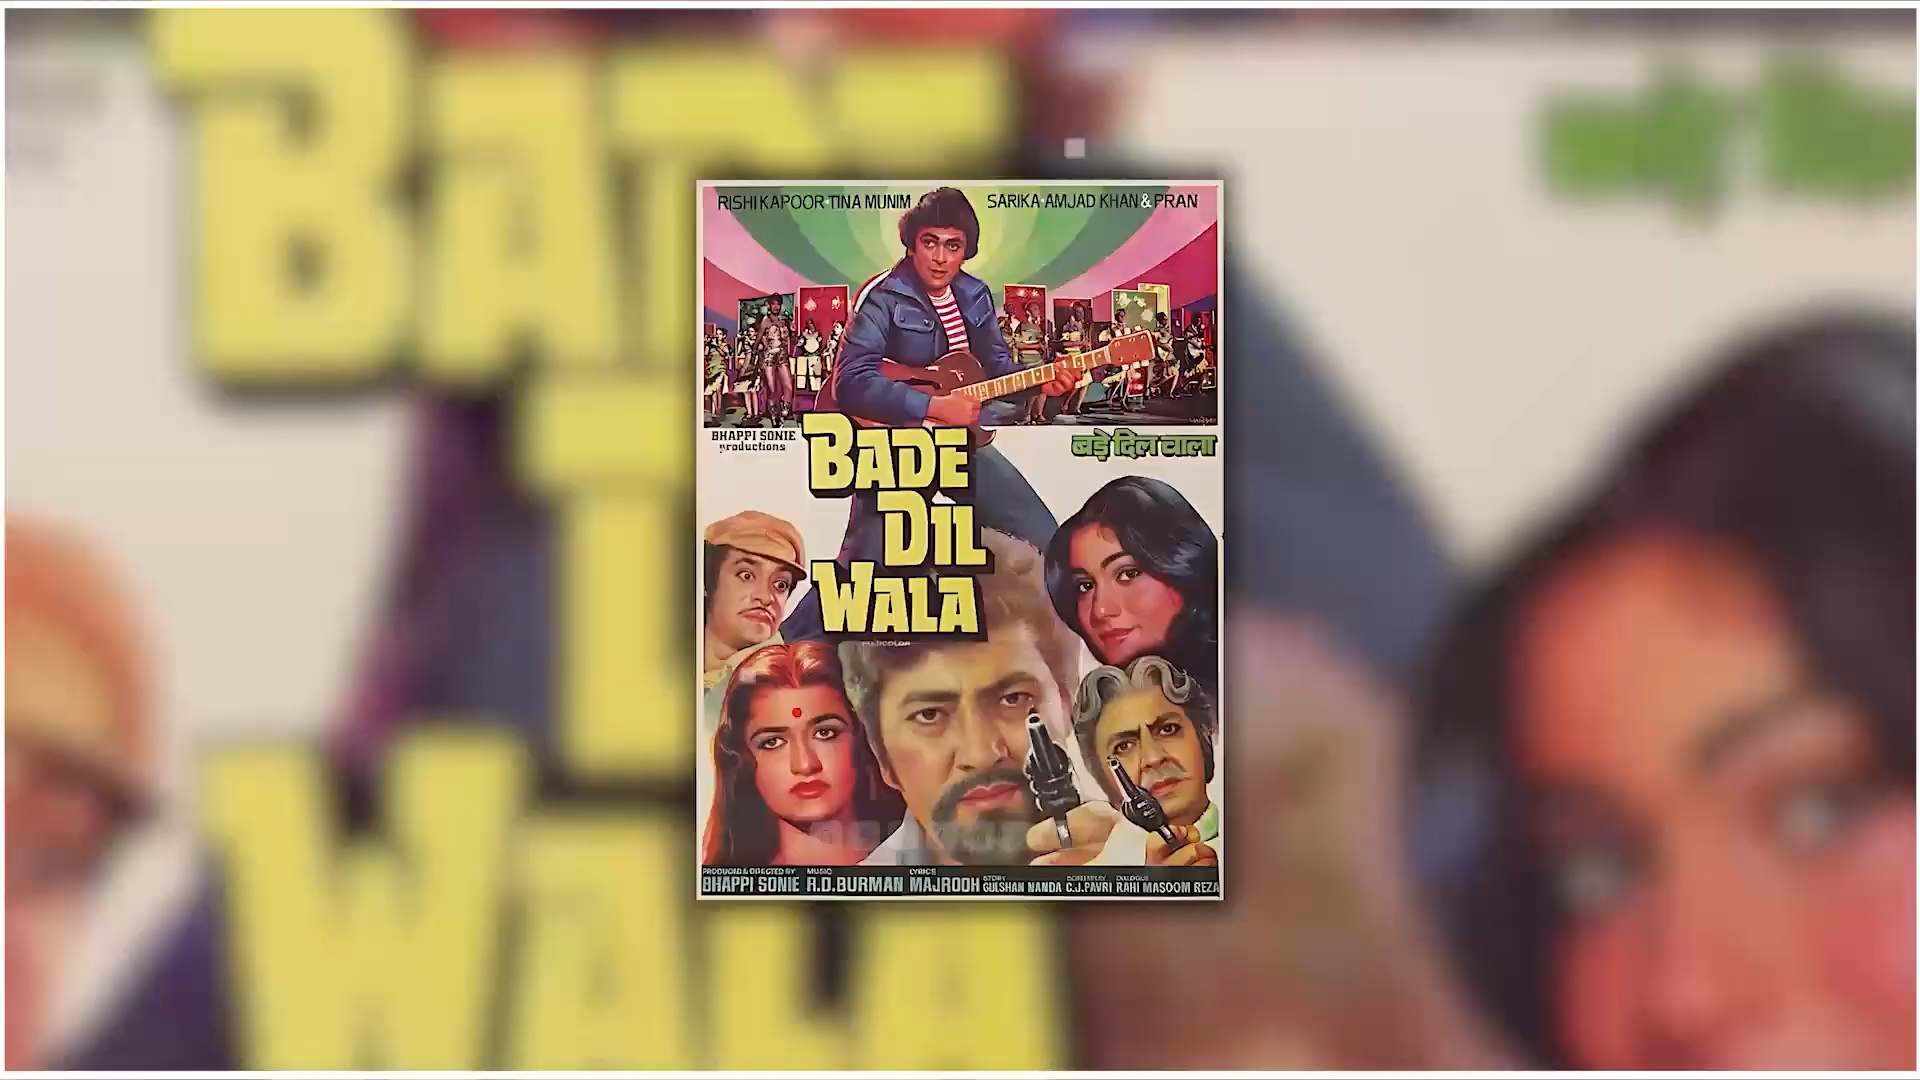 RISHI KAPOOR·TINA MUNIM
SARIKA·AMJAD KHAN & PRAN
BHAPPI SONIE
productions
BADE
DIL
WALA
बड़े दिल वाला
FUJICOLOR
PRODUCED & DIRECTED BY
BHAPPI SONIE
MUSIC
R.D.BURMAN
LYRICS
MAJROOH
STORY
GULSHAN NANDA
SCREENPLAY
C.J.PAVRI
DIALOGUE
RAHI MASOOM REZA